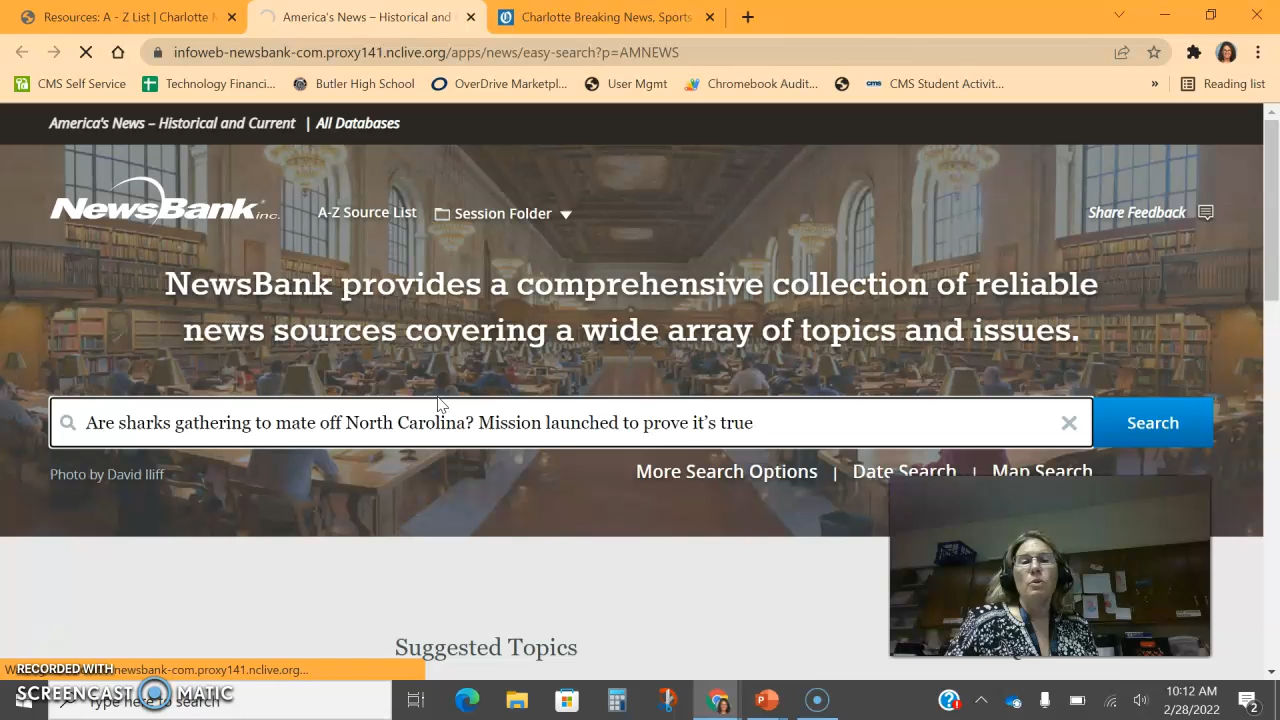 Resources: A - Z List | Charlotte M
America's News – Historical and
Charlotte Breaking News, Sports
infoweb-newsbank-com.proxy141.nclive.org/apps/news/easy-search?p=AMNEWS
CMS Self Service
Technology Financi...
Butler High School
OverDrive Marketpl...
User Mgmt
Chromebook Audit...
cms CMS Student Activit...
»
Reading list
America's News – Historical and Current | All Databases
NewsBank inc.
A-Z Source List
Session Folder
Share Feedback
NewsBank provides a comprehensive collection of reliable
news sources covering a wide array of topics and issues.
Are sharks gathering to mate off North Carolina? Mission launched to prove it's true
Search
Photo by David Iliff
More Search Options | Date Search | Map Search
Suggested Topics
newsbank-com.proxy141.nclive.org...
RECORDED WITH
SCREENCAST MATIC
Type here to search
10:12 AM
2/28/2022
2